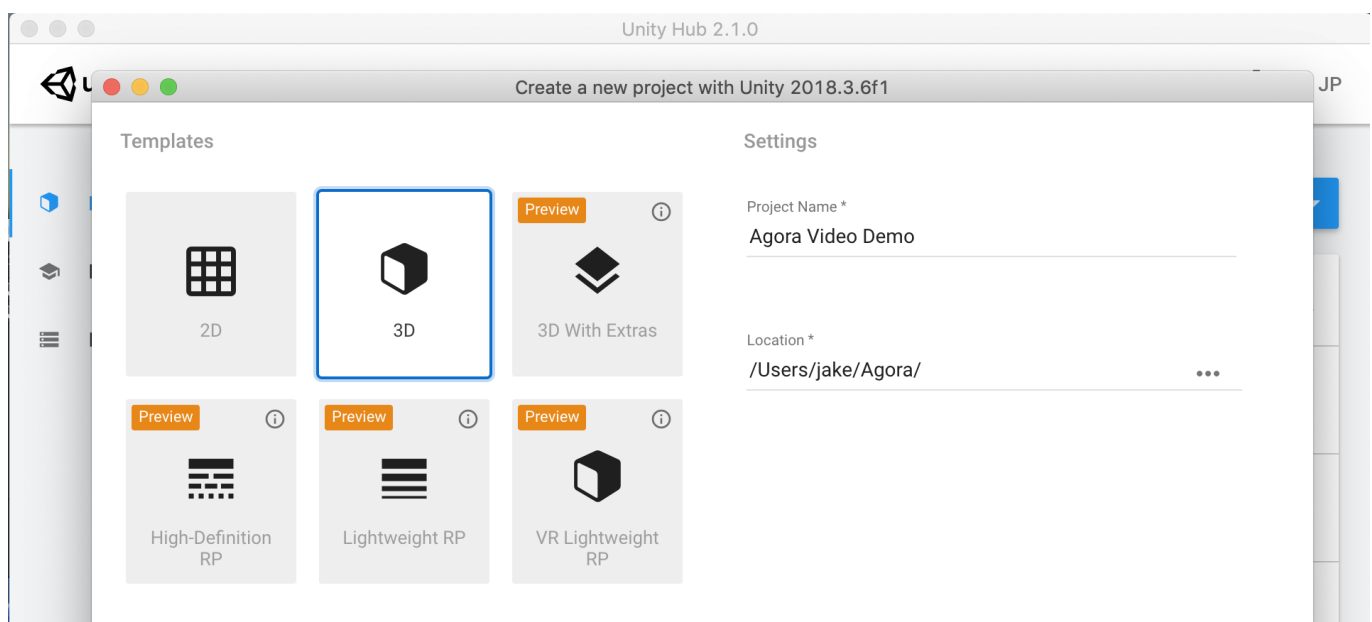 Unity Hub 2.1.0
JP
Create a new project with Unity 2018.3.6f1
Templates
Settings
2D
3D
Preview
3D With Extras
Preview
High-Definition
RP
Preview
Lightweight RP
Preview
VR Lightweight
RP
Project Name *
Agora Video Demo
Location *
/Users/jake/Agora/